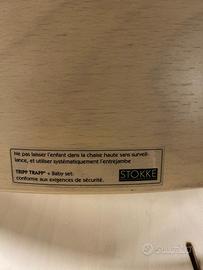 Ne pas laisser l'enfant dans la chaise haute sans surveil-
lance, et utiliser systématiquement l'entrejambe
TRIPP TRAPP® + Baby set:
conforme aux exigences de sécurité.
STOKKE
subito